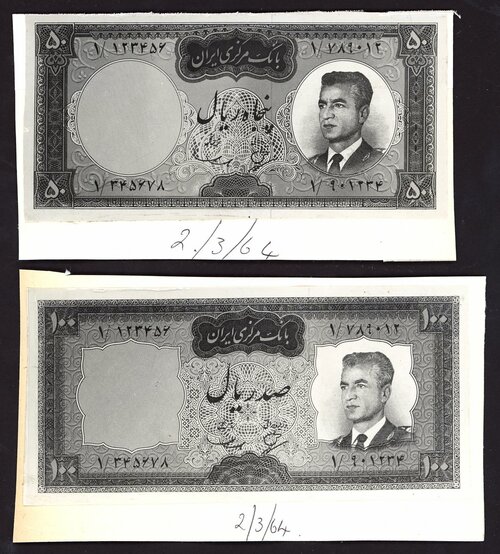 ۵۰ ۱/۱۲۳۴۵۶ بانک مرکزی ایران ۱/۷۸۹۰۱۲ ۵۰
پنجاه ریال
۵۰ ۱/۳۴۵۶۷۸ ۱/۹۰۱۲۳۴ ۵۰
2/3/64
۱۰۰ ۱/۱۲۳۴۵۶ بانک مرکزی ایران ۱/۷۸۹۰۱۲ ۱۰۰
صد ریال
۱۰۰ ۱/۳۴۵۶۷۸ ۱/۹۰۱۲۳۴ ۱۰۰
2/3/64.